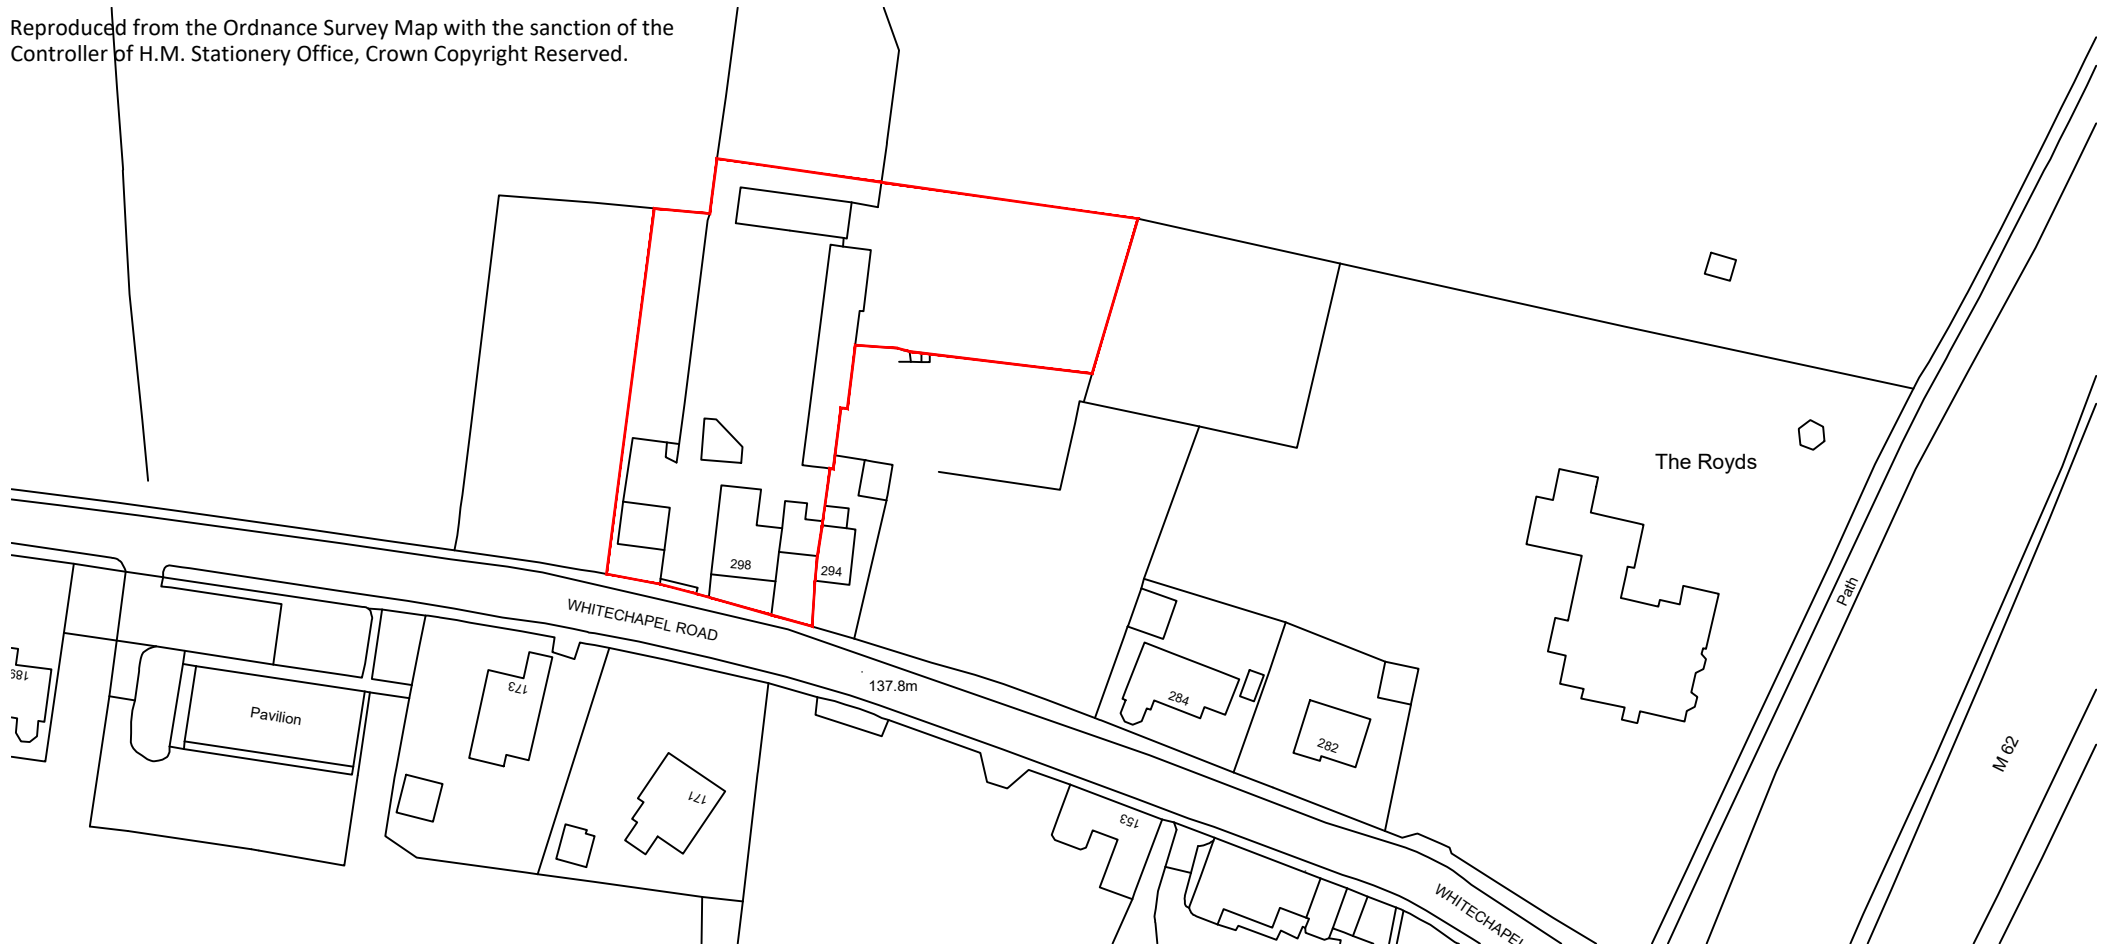 Reproduced from the Ordnance Survey Map with the sanction of the
Controller of H.M. Stationery Office, Crown Copyright Reserved.
The Royds
298
294
Path
WHITECHAPEL ROAD
189
173
137.8m
284
Pavilion
282
M 62
171
153
WHITECHAPEL